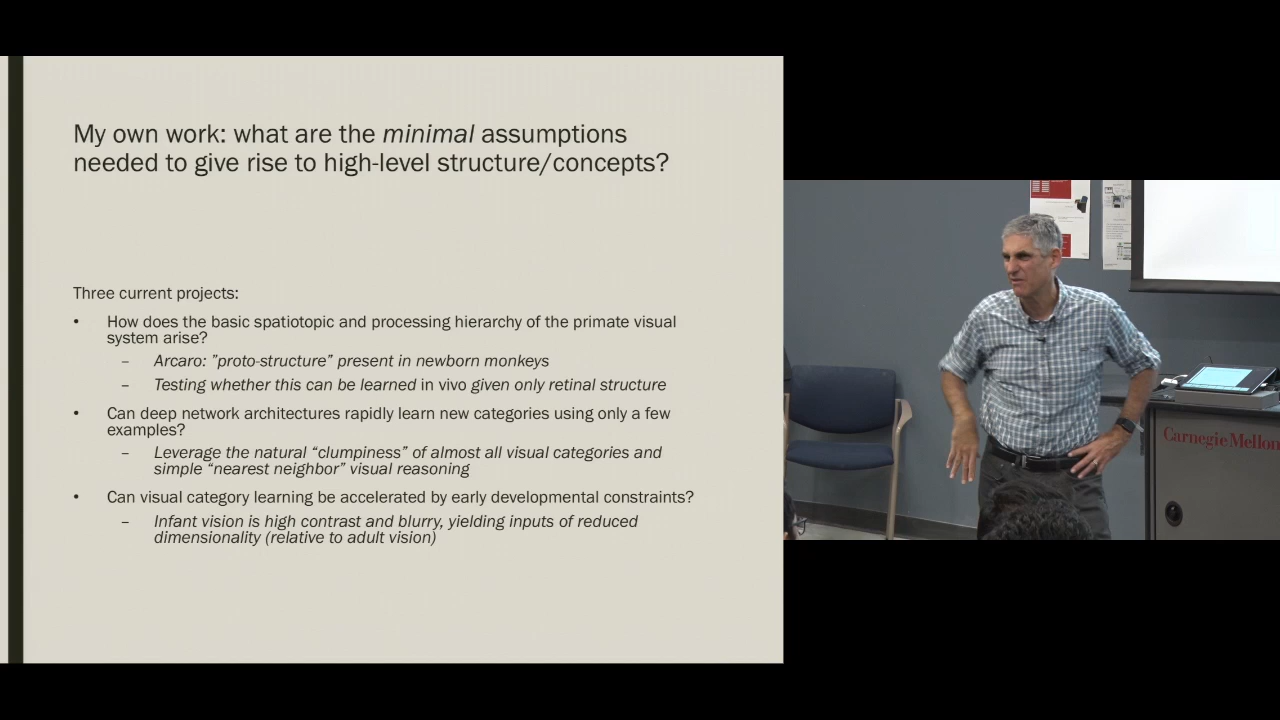 My own work: what are the minimal assumptions
needed to give rise to high-level structure/concepts?
Three current projects:
• How does the basic spatiotopic and processing hierarchy of the primate visual
system arise?
– Arcaro: ”proto-structure” present in newborn monkeys
– Testing whether this can be learned in vivo given only retinal structure
• Can deep network architectures rapidly learn new categories using only a few
examples?
– Leverage the natural “clumpiness” of almost all visual categories and
simple “nearest neighbor” visual reasoning
• Can visual category learning be accelerated by early developmental constraints?
– Infant vision is high contrast and blurry, yielding inputs of reduced
dimensionality (relative to adult vision)
Carnegie Mellon